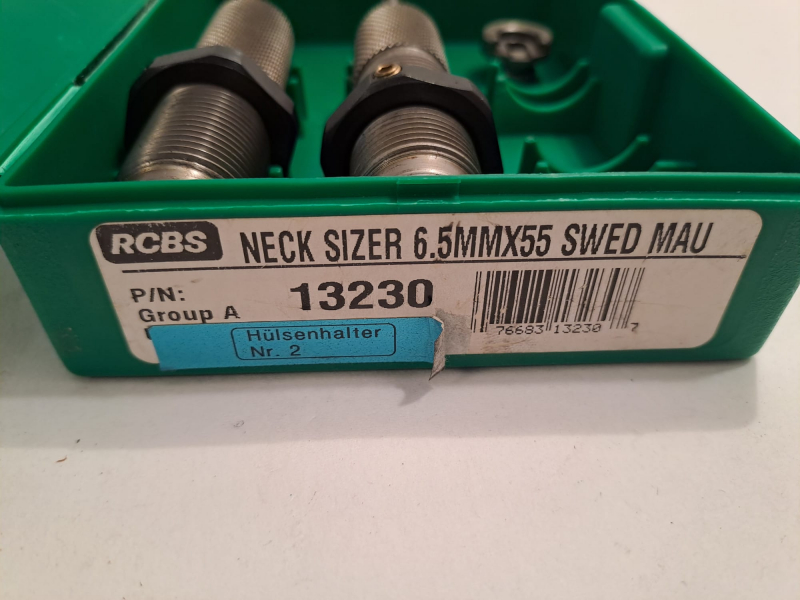 RCBS NECK SIZER 6.5MMX55 SWED MAU
P/N: 13230
Group A
Hülsenhalter
Nr. 2
76683 13230 7